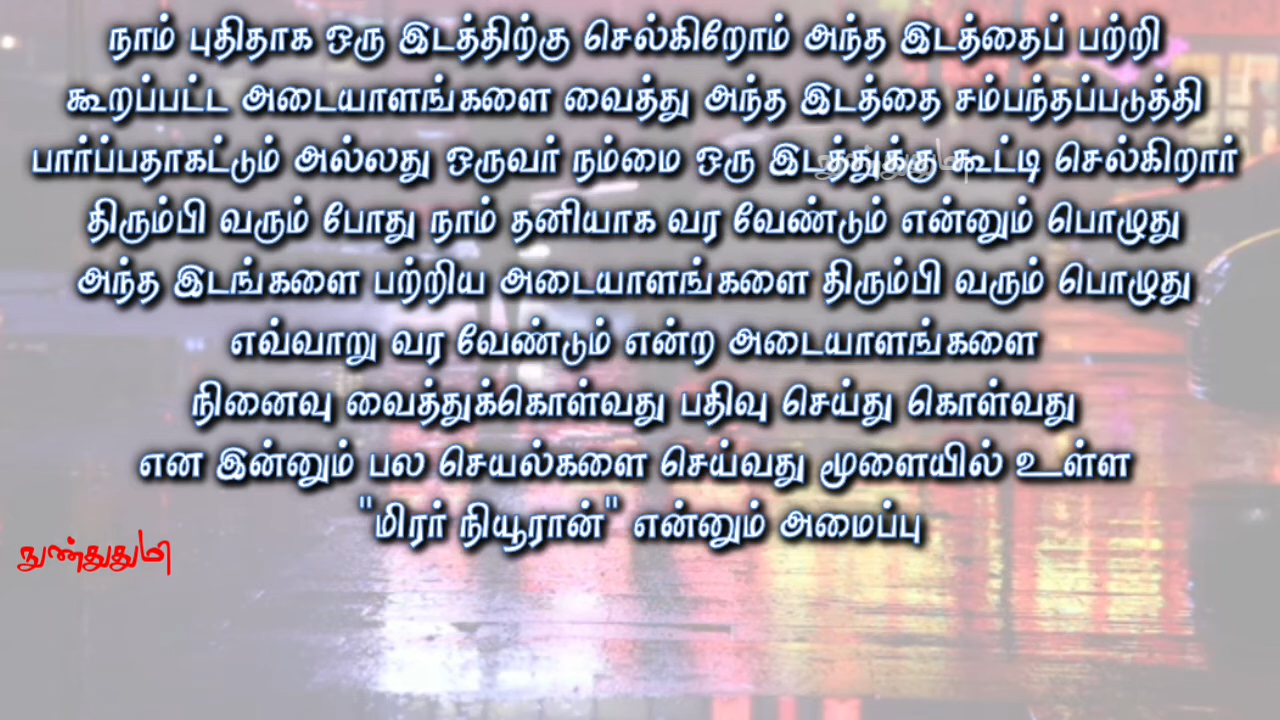 நாம் புதிதாக ஒரு இடத்திற்கு செல்கிறோம் அந்த இடத்தைப் பற்றி
கூறப்பட்ட அடையாளங்களை வைத்து அந்த இடத்தை சம்பந்தப்படுத்தி
பார்ப்பதாகட்டும் அல்லது ஒருவர் நம்மை ஒரு இடத்துக்கு கூட்டி செல்கிறார்
திரும்பி வரும் போது நாம் தனியாக வர வேண்டும் என்னும் பொழுது
அந்த இடங்களை பற்றிய அடையாளங்களை திரும்பி வரும் பொழுது
எவ்வாறு வர வேண்டும் என்ற அடையாளங்களை
நினைவு வைத்துக்கொள்வது பதிவு செய்து கொள்வது
என இன்னும் பல செயல்களை செய்வது மூளையில் உள்ள
"மிரர் நியூரான்" என்னும் அமைப்பு
நுண்துதுமி